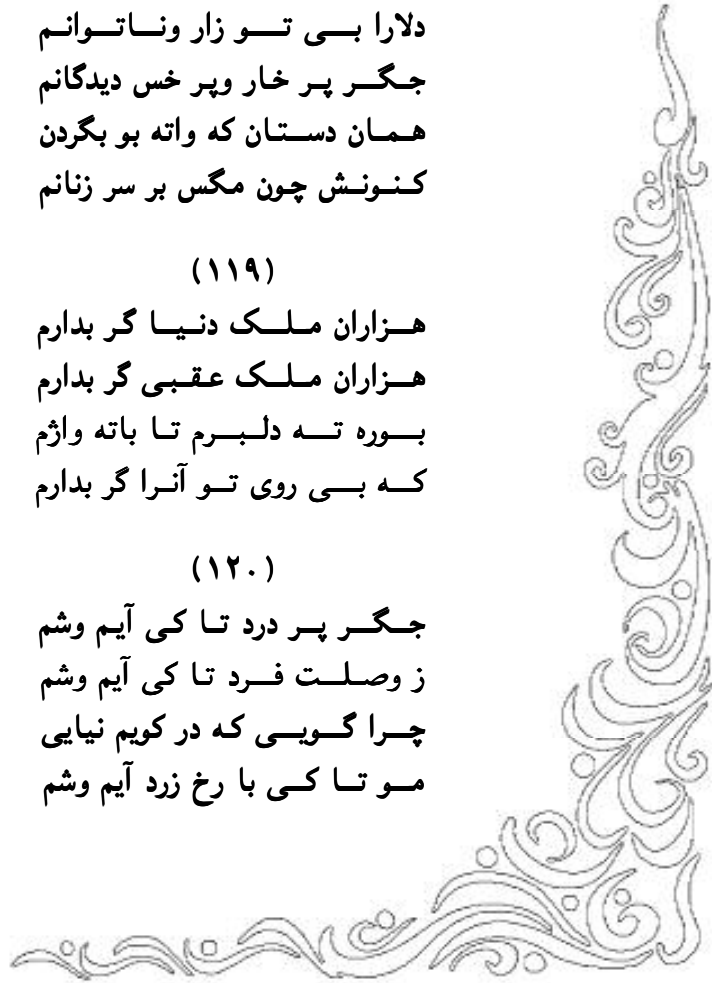 دلارا بی تو زار وناتوانم
جگر پر خار وپر خس دیدگانم
همان دستان که واته بو بگردن
کنونش چون مگس بر سر زنانم
(۱۱۹)
هزاران ملک دنیا گر بدارم
هزاران ملک عقبی گر بدارم
بوره ته دلبرم تا باته واژم
که بی روی تو آنرا گر بدارم
(۱۲۰)
جگر پر درد تا کی آیم وشم
ز وصلت فرد تا کی آیم وشم
چرا گویی که در کویم نیایی
مو تا کی با رخ زرد آیم وشم